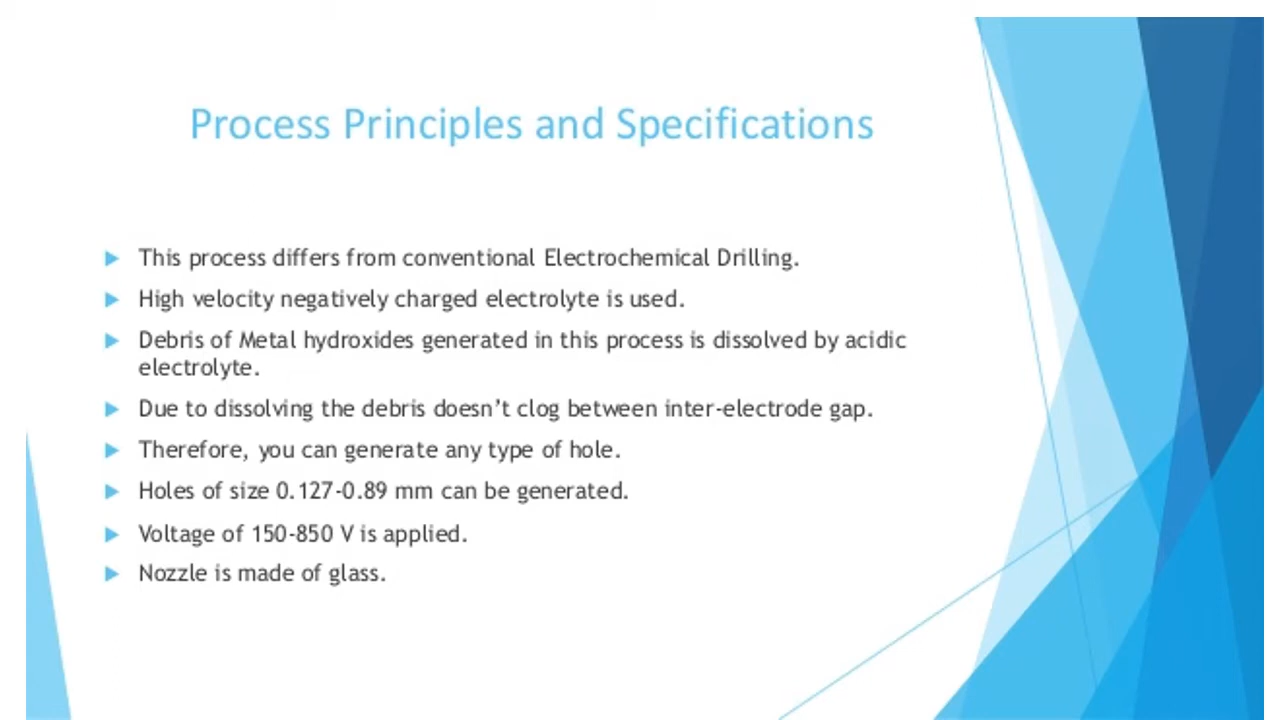 Process Principles and Specifications
This process differs from conventional Electrochemical Drilling.
High velocity negatively charged electrolyte is used.
Debris of Metal hydroxides generated in this process is dissolved by acidic
electrolyte.
Due to dissolving the debris doesn't clog between inter-electrode gap.
Therefore, you can generate any type of hole.
Holes of size 0.127-0.89 mm can be generated.
Voltage of 150-850 V is applied.
Nozzle is made of glass.